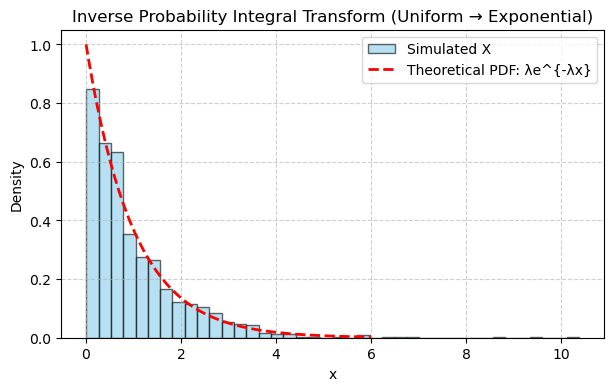 Inverse Probability Integral Transform (Uniform → Exponential)
Simulated X
Theoretical PDF: λe^{-λx}
1.0
0.8
0.6
0.4
0.2
0.0
Density
0 2 4 6 8 10
x